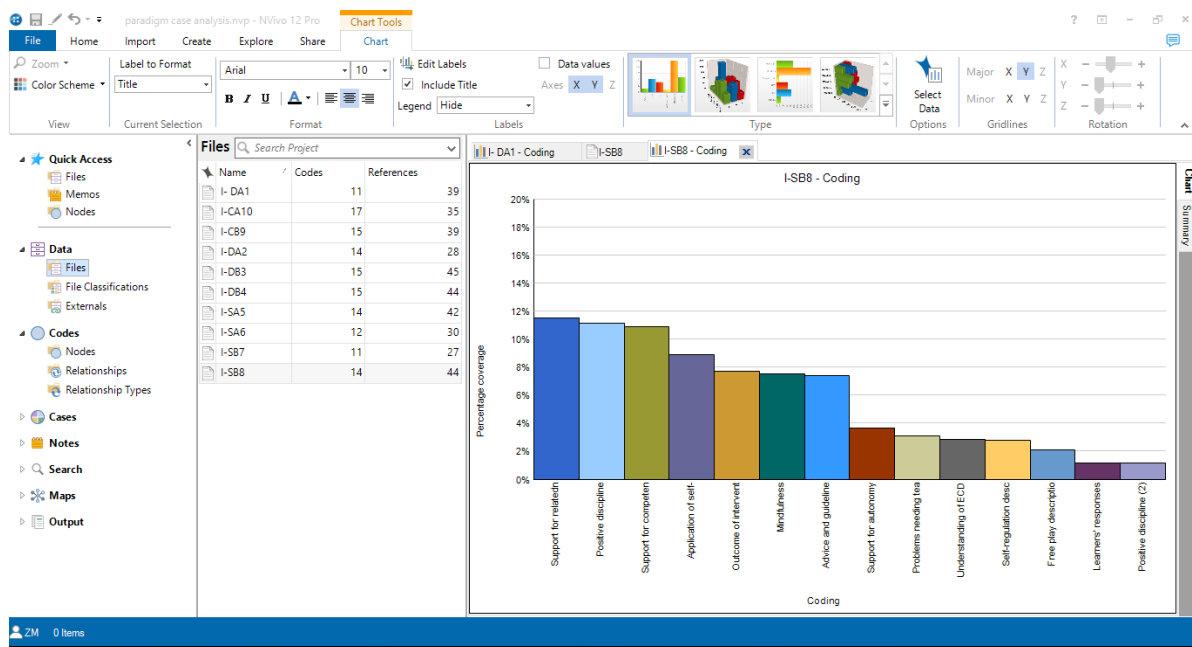 paradigm case analysis.nvp - NVivo 12 Pro
Chart Tools
?
File Home Import Create Explore Share Chart
Zoom
Color Scheme
View
Label to Format
Title
Current Selection
Arial 10
B I U A
Format
Edit Labels
Include Title
Legend Hide
Data values
Axes X Y Z
Labels
Type
Select
Data
Options
Major X Y Z
Minor X Y Z
Gridlines
X - +
Y - +
Z - +
Rotation
Quick Access
Files
Memos
Nodes
Data
Files
File Classifications
Externals
Codes
Nodes
Relationships
Relationship Types
Cases
Notes
Search
Maps
Output
Files Search Project
Name Codes References
I- DA1 11 39
I-CA10 17 35
I-CB9 15 39
I-DA2 14 28
I-DB3 15 45
I-DB4 15 44
I-SA5 14 42
I-SA6 12 30
I-SB7 11 27
I-SB8 14 44
I- DA1 - Coding I-SB8 I-SB8 - Coding
I-SB8 - Coding
Percentage coverage
20%
18%
16%
14%
12%
10%
8%
6%
4%
2%
0%
Support for relatedn
Positive discipline
Support for competen
Application of self-
Outcome of intervent
Mindfulness
Advice and guideline
Support for autonomy
Problems needing tea
Understanding of ECD
Self-regulation desc
Free play descriptio
Learners' responses
Positive discipline (2)
Coding
Chart
Summary
ZM 0 Items